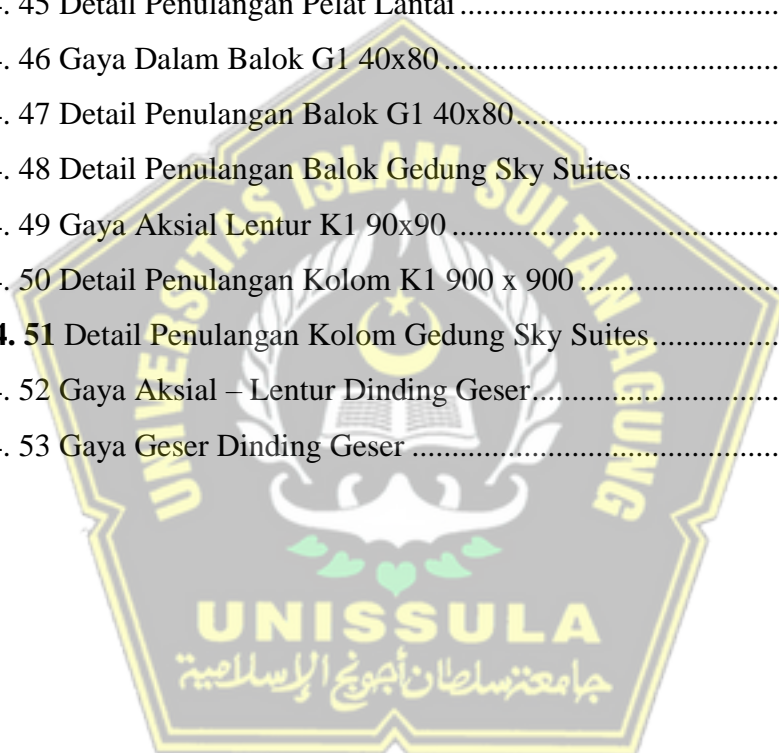 . 45 Detail Penulangan Pelat Lantai........................................
. 46 Gaya Dalam Balok G1 40x80..........................................
. 47 Detail Penulangan Balok G1 40x80................................
. 48 Detail Penulangan Balok Gedung Sky Suites.................
. 49 Gaya Aksial Lentur K1 90x90........................................
. 50 Detail Penulangan Kolom K1 900 x 900........................
4. 51 Detail Penulangan Kolom Gedung Sky Suites...............
. 52 Gaya Aksial – Lentur Dinding Geser..............................
. 53 Gaya Geser Dinding Geser.............................................
UNIVERSITAS ISLAM SULTAN AGUNG
UNISSULA
جامعة سلطان أجونج الإسلامية